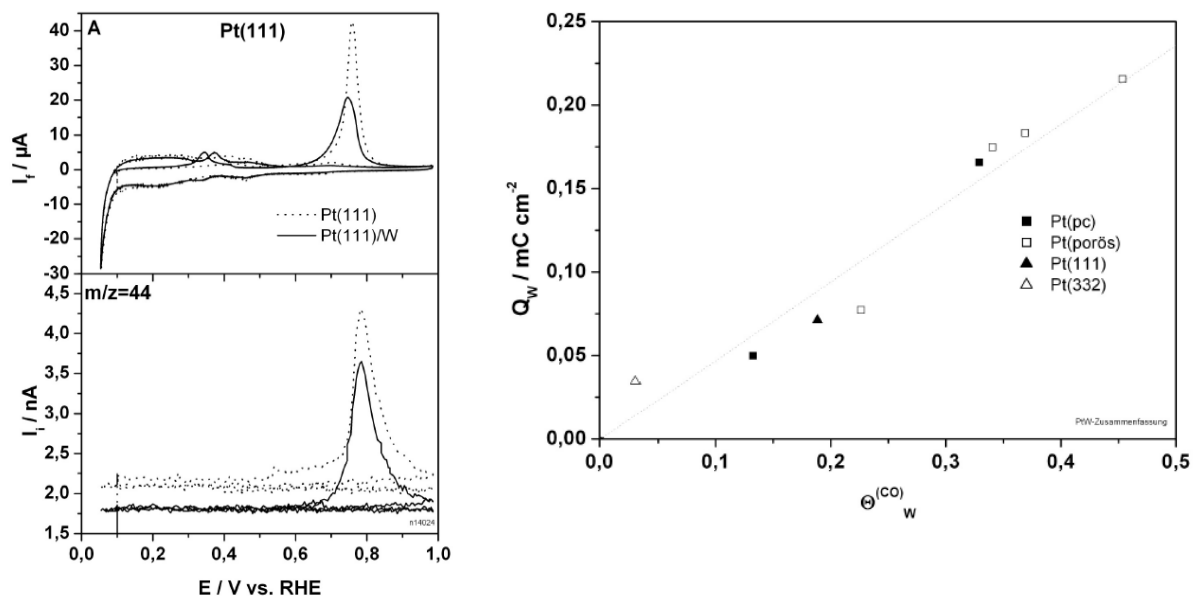 A
Pt(111)
40
30
20
10
0
-10
-20
-30
I_f / µA
Pt(111)
Pt(111)/W
m/z=44
4,5
4,0
3,5
3,0
2,5
2,0
1,5
I_i / nA
n14024
0,0 0,2 0,4 0,6 0,8 1,0
E / V vs. RHE
0,25
0,20
0,15
0,10
0,05
0,00
Q_W / mC cm⁻²
Pt(pc)
Pt(porös)
Pt(111)
Pt(332)
PtW-Zusammenfassung
0,0 0,1 0,2 0,3 0,4 0,5
Θ^(CO)_W